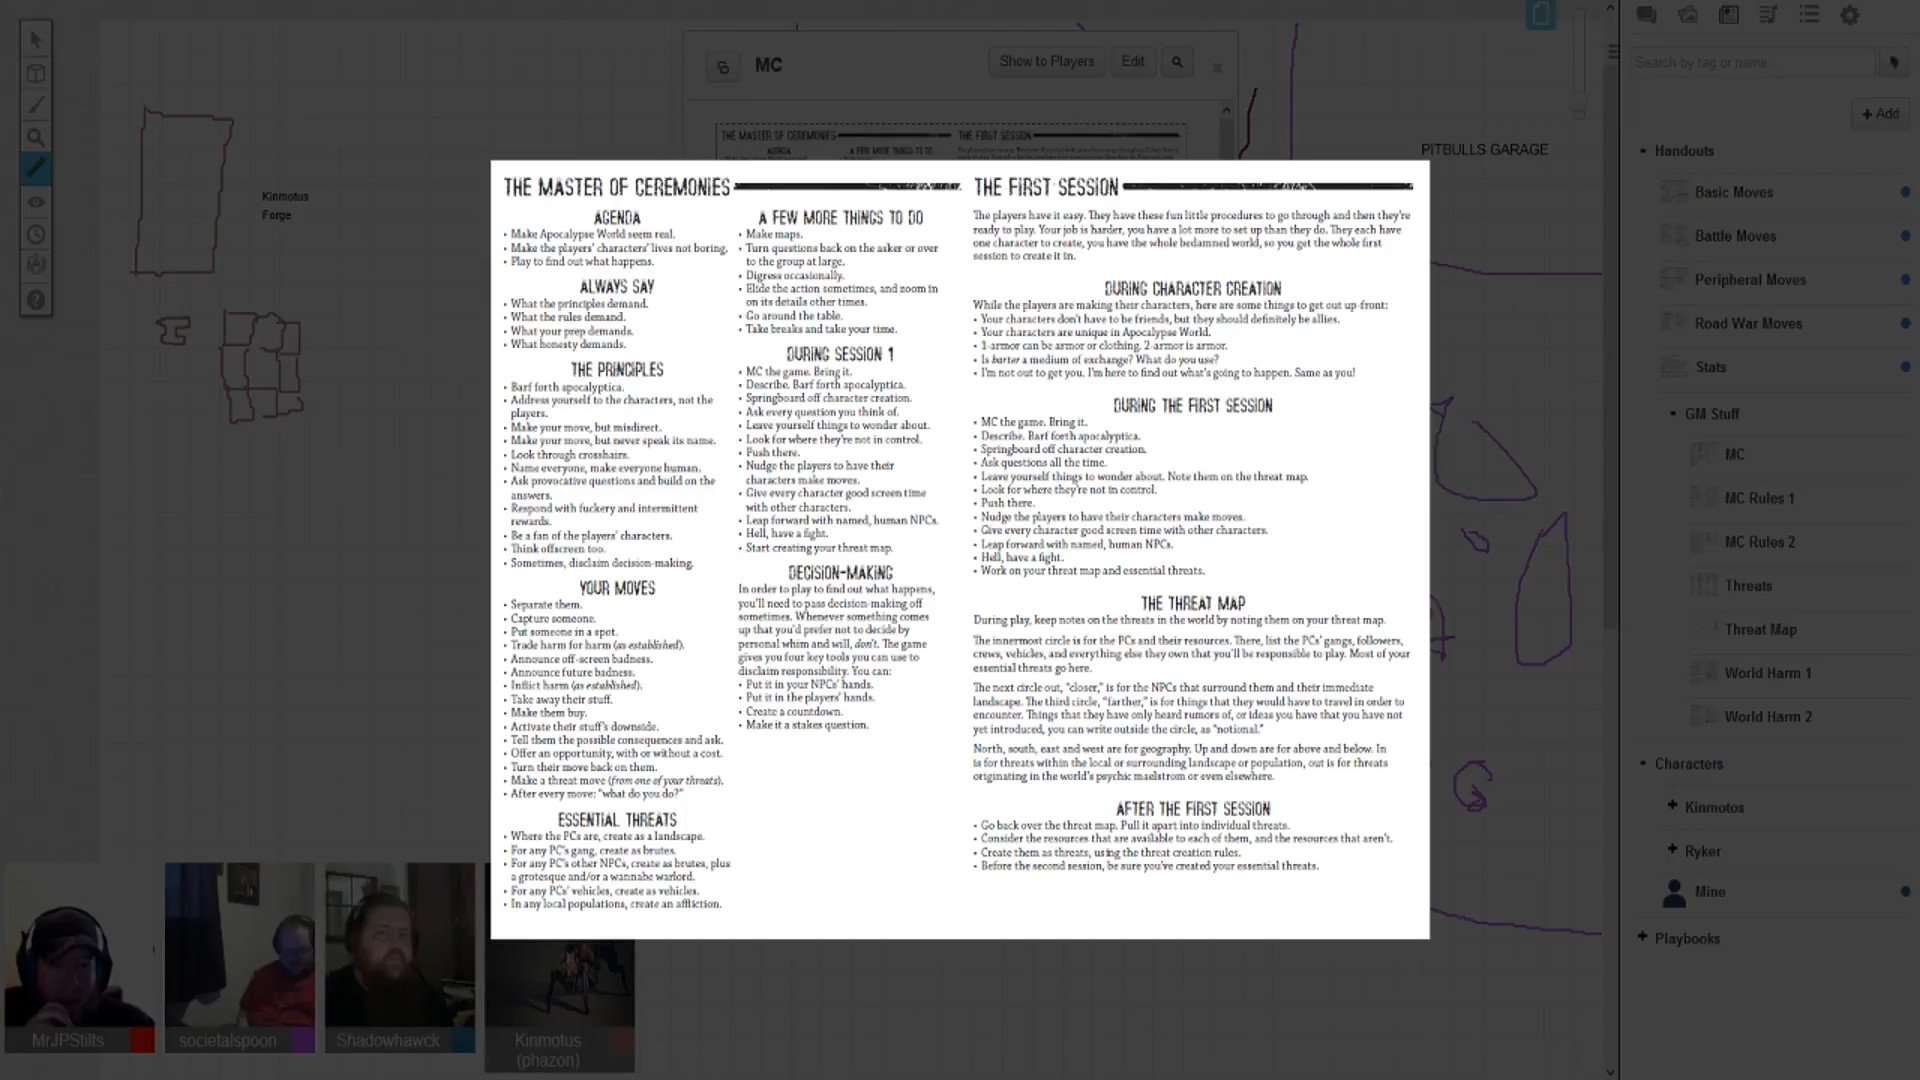 MC
Show to Players
Edit
Search by tag or name
+ Add
THE MASTER OF CEREMONIES
THE FIRST SESSION
AGENDA
A FEW MORE THINGS TO DO
PITBULLS GARAGE
Kinmotus
Forge
THE MASTER OF CEREMONIES
AGENDA
• Make Apocalypse World seem real.
• Make the players' characters' lives not boring.
• Play to find out what happens.
ALWAYS SAY
• What the principles demand.
• What the rules demand.
• What your prep demands.
• What honesty demands.
THE PRINCIPLES
• Barf forth apocalyptica.
• Address yourself to the characters, not the
players.
• Make your move, but misdirect.
• Make your move, but never speak its name.
• Look through crosshairs.
• Name everyone, make everyone human.
• Ask provocative questions and build on the
answers.
• Respond with fuckery and intermittent
rewards.
• Be a fan of the players' characters.
• Think offscreen too.
• Sometimes, disclaim decision-making.
YOUR MOVES
• Separate them.
• Capture someone.
• Put someone in a spot.
• Trade harm for harm (as established).
• Announce off-screen badness.
• Announce future badness.
• Inflict harm (as established).
• Take away their stuff.
• Make them buy.
• Activate their stuff's downside.
• Tell them the possible consequences and ask.
• Offer an opportunity, with or without a cost.
• Turn their move back on them.
• Make a threat move (from one of your threats).
• After every move: "what do you do?"
ESSENTIAL THREATS
• Where the PCs are, create as a landscape.
• For any PC's gang, create as brutes.
• For any PC's other NPCs, create as brutes, plus
a grotesque and/or a wannabe warlord.
• For any PCs' vehicles, create as vehicles.
• In any local populations, create an affliction.
A FEW MORE THINGS TO DO
• Make maps.
• Turn questions back on the asker or over
to the group at large.
• Digress occasionally.
• Elide the action sometimes, and zoom in
on its details other times.
• Go around the table.
• Take breaks and take your time.
DURING SESSION 1
• MC the game. Bring it.
• Describe. Barf forth apocalyptica.
• Springboard off character creation.
• Ask every question you think of.
• Leave yourself things to wonder about.
• Look for where they're not in control.
• Push there.
• Nudge the players to have their
characters make moves.
• Give every character good screen time
with other characters.
• Leap forward with named, human NPCs.
• Hell, have a fight.
• Start creating your threat map.
DECISION-MAKING
In order to play to find out what happens,
you'll need to pass decision-making off
sometimes. Whenever something comes
up that you'd prefer not to decide by
personal whim and will, don't. The game
gives you four key tools you can use to
disclaim responsibility. You can:
• Put it in your NPCs' hands.
• Put it in the players' hands.
• Create a countdown.
• Make it a stakes question.
THE FIRST SESSION
The players have it easy. They have these fun little procedures to go through and then they're
ready to play. Your job is harder, you have a lot more to set up than they do. They each have
one character to create, you have the whole bedamned world, so you get the whole first
session to create it in.
DURING CHARACTER CREATION
While the players are making their characters, here are some things to get out up-front:
• Your characters don't have to be friends, but they should definitely be allies.
• Your characters are unique in Apocalypse World.
• 1-armor can be armor or clothing. 2-armor is armor.
• Is barter a medium of exchange? What do you use?
• I'm not out to get you. I'm here to find out what's going to happen. Same as you!
DURING THE FIRST SESSION
• MC the game. Bring it.
• Describe. Barf forth apocalyptica.
• Springboard off character creation.
• Ask questions all the time.
• Leave yourself things to wonder about. Note them on the threat map.
• Look for where they're not in control.
• Push there.
• Nudge the players to have their characters make moves.
• Give every character good screen time with other characters.
• Leap forward with named, human NPCs.
• Hell, have a fight.
• Work on your threat map and essential threats.
THE THREAT MAP
During play, keep notes on the threats in the world by noting them on your threat map.
The innermost circle is for the PCs and their resources. There, list the PCs' gangs, followers,
crews, vehicles, and everything else they own that you'll be responsible to play. Most of your
essential threats go here.
The next circle out, "closer," is for the NPCs that surround them and their immediate
landscape. The third circle, "farther," is for things that they would have to travel in order to
encounter. Things that they have only heard rumors of, or ideas you have that you have not
yet introduced, you can write outside the circle, as "notional."
North, south, east and west are for geography. Up and down are for above and below. In
is for threats within the local or surrounding landscape or population, out is for threats
originating in the world's psychic maelstrom or even elsewhere.
AFTER THE FIRST SESSION
• Go back over the threat map. Pull it apart into individual threats.
• Consider the resources that are available to each of them, and the resources that aren't.
• Create them as threats, using the threat creation rules.
• Before the second session, be sure you've created your essential threats.
Handouts
Basic Moves
Battle Moves
Peripheral Moves
Road War Moves
Stats
GM Stuff
MC
MC Rules 1
MC Rules 2
Threats
Threat Map
World Harm 1
World Harm 2
Characters
Kinmotus
Ryker
Mine
Playbooks
MrJPStilts
societalspoon
Shadowhawck
Kinmotus
(phazon)